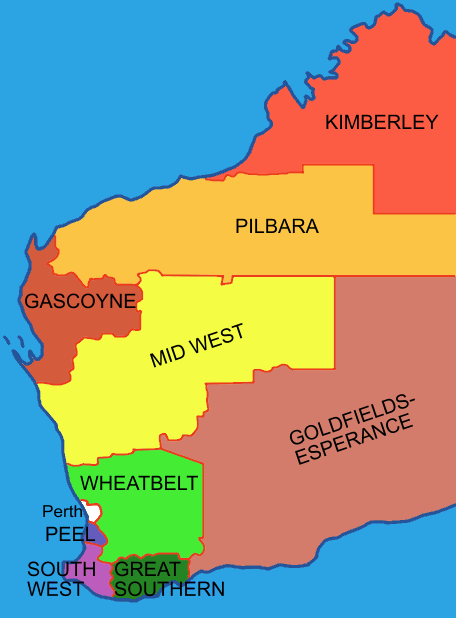 KIMBERLEY
PILBARA
GASCOYNE
MID WEST
GOLDFIELDS-
ESPERANCE
WHEATBELT
Perth
PEEL
SOUTH
WEST
GREAT
SOUTHERN